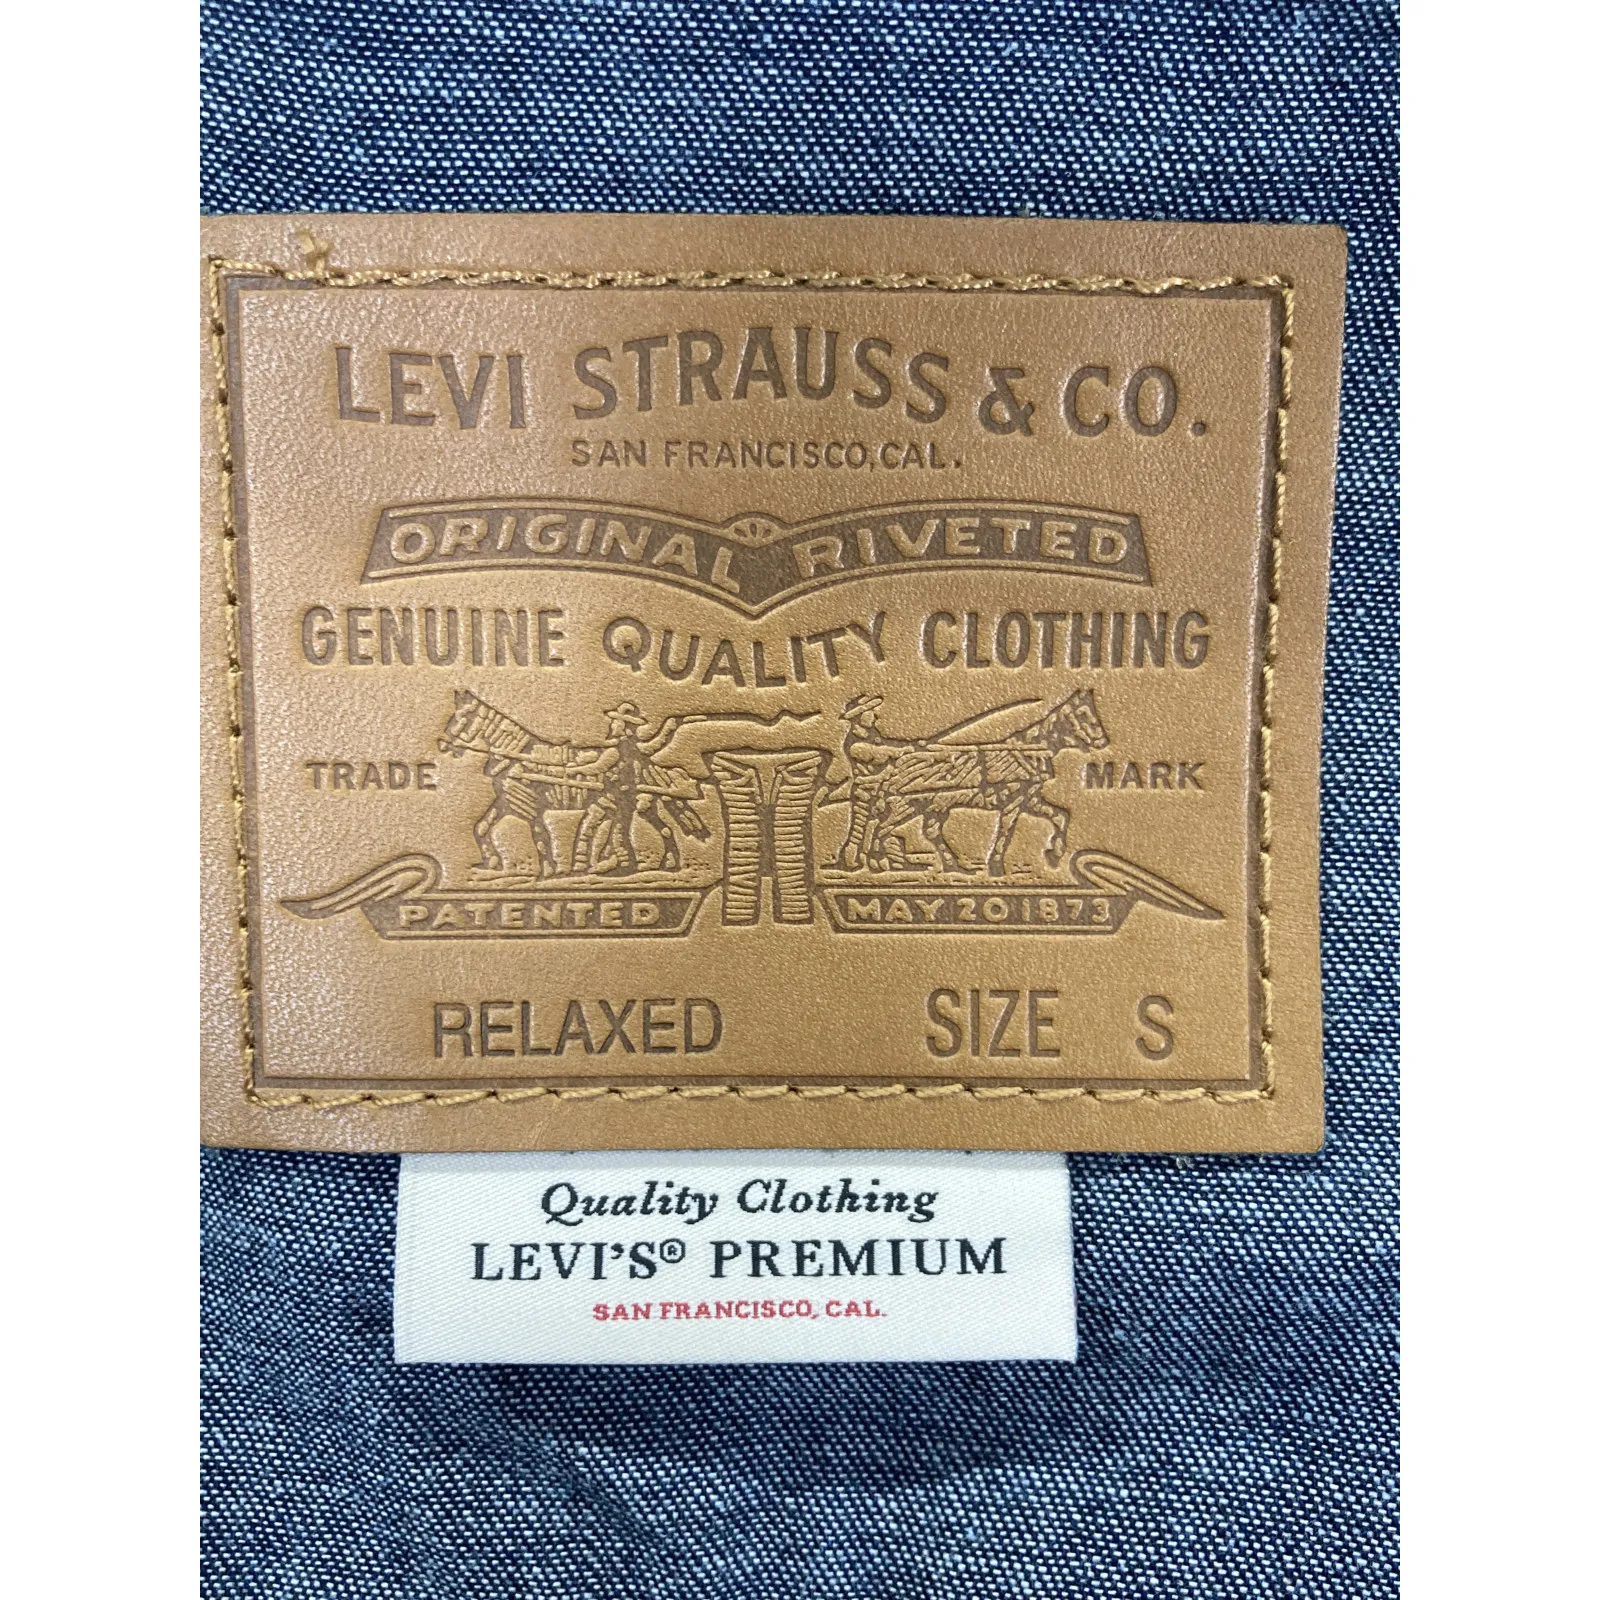 LEVI STRAUSS & CO.
SAN FRANCISCO, CAL.
ORIGINAL RIVETED
GENUINE QUALITY CLOTHING
TRADE MARK
PATENTED MAY 20 1873
RELAXED SIZE S
Quality Clothing
LEVI'S® PREMIUM
SAN FRANCISCO, CAL.